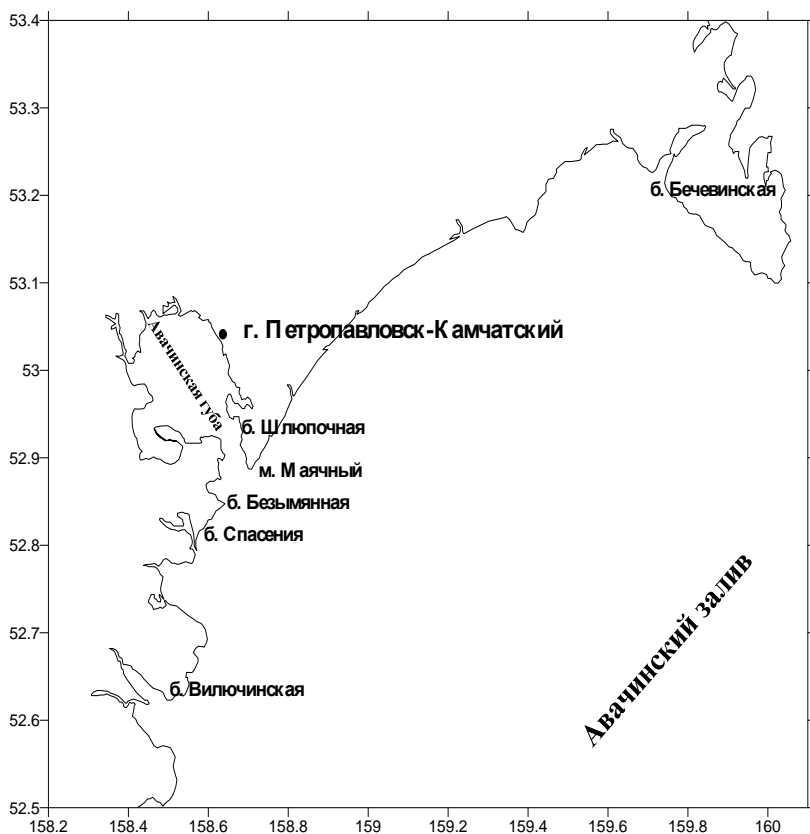 53.4
53.3
53.2
53.1
53
52.9
52.8
52.7
52.6
52.5
б. Бечевинская
г. Петропавловск-Камчатский
Авачинская губа
б. Шлюпочная
м. Маячный
б. Безымянная
б. Спасения
Авачинский залив
б. Вилючинская
158.2 158.4 158.6 158.8 159 159.2 159.4 159.6 159.8 160